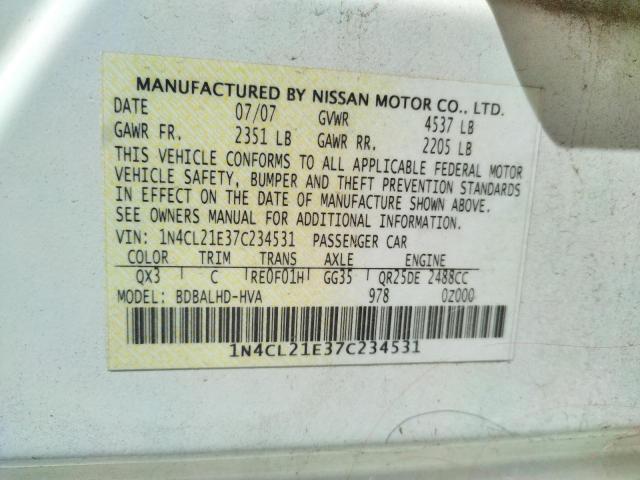 MANUFACTURED BY NISSAN MOTOR CO., LTD.
DATE 07/07 GVWR 4537 LB
GAWR FR. 2351 LB GAWR RR. 2205 LB
THIS VEHICLE CONFORMS TO ALL APPLICABLE FEDERAL MOTOR
VEHICLE SAFETY, BUMPER AND THEFT PREVENTION STANDARDS
IN EFFECT ON THE DATE OF MANUFACTURE SHOWN ABOVE.
SEE OWNERS MANUAL FOR ADDITIONAL INFORMATION.
VIN: 1N4CL21E37C234531 PASSENGER CAR
COLOR TRIM TRANS AXLE ENGINE
QX3 C RE0F01H GG35 QR25DE 2488CC
MODEL: BDBALHD-HVA 978 0Z000
1N4CL21E37C234531